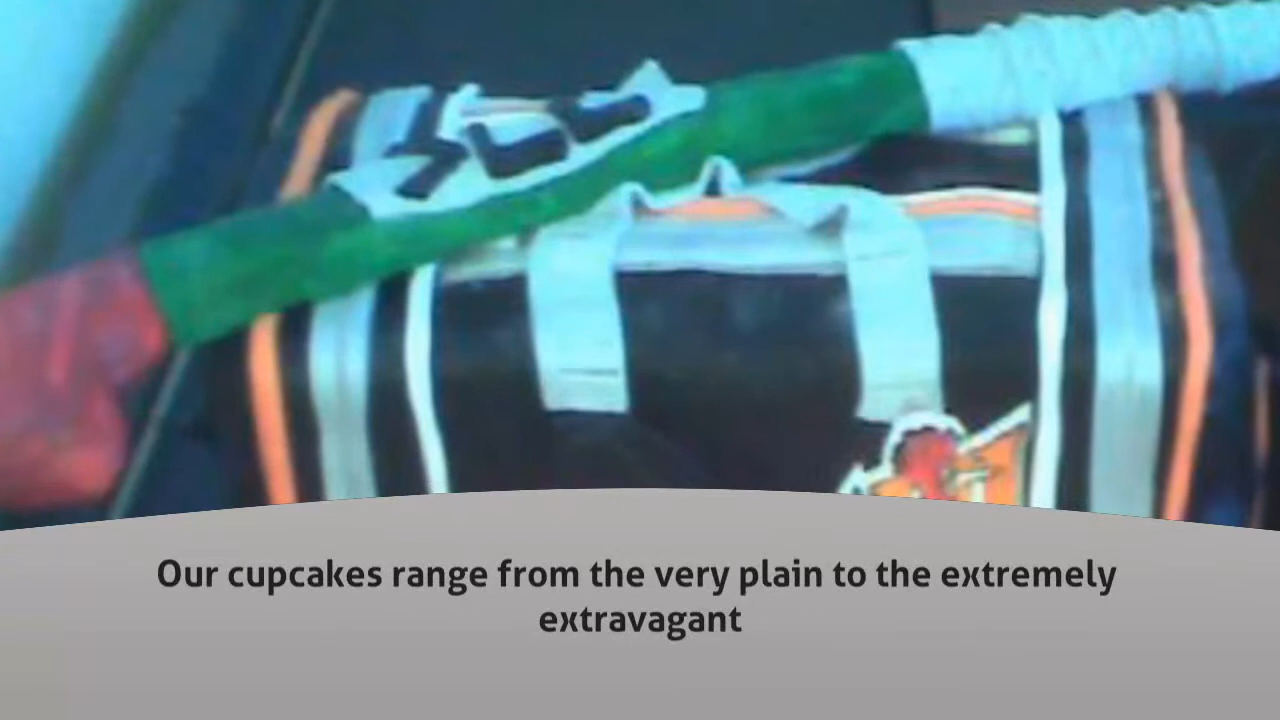 Our cupcakes range from the very plain to the extremely
extravagant